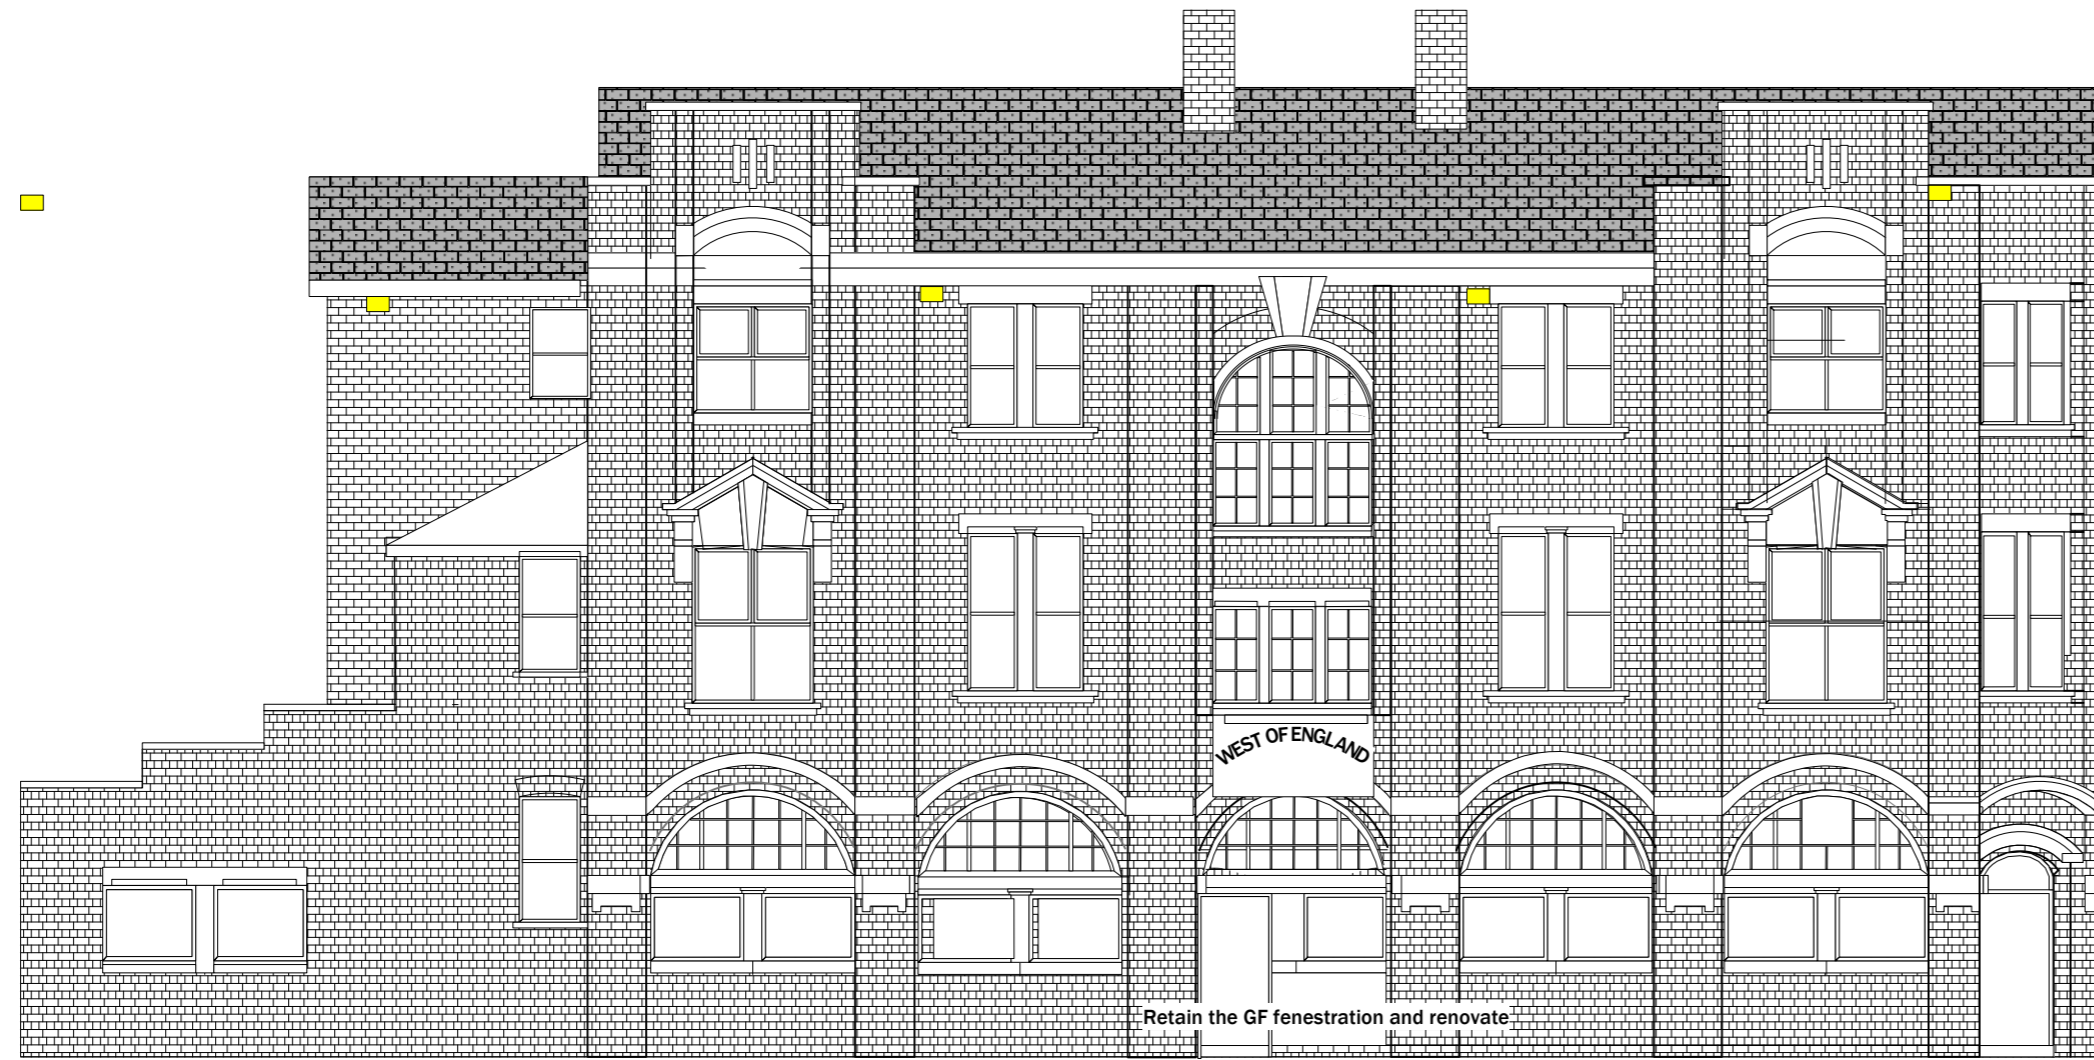 WEST OF ENGLAND
Retain the GF fenestration and renovate